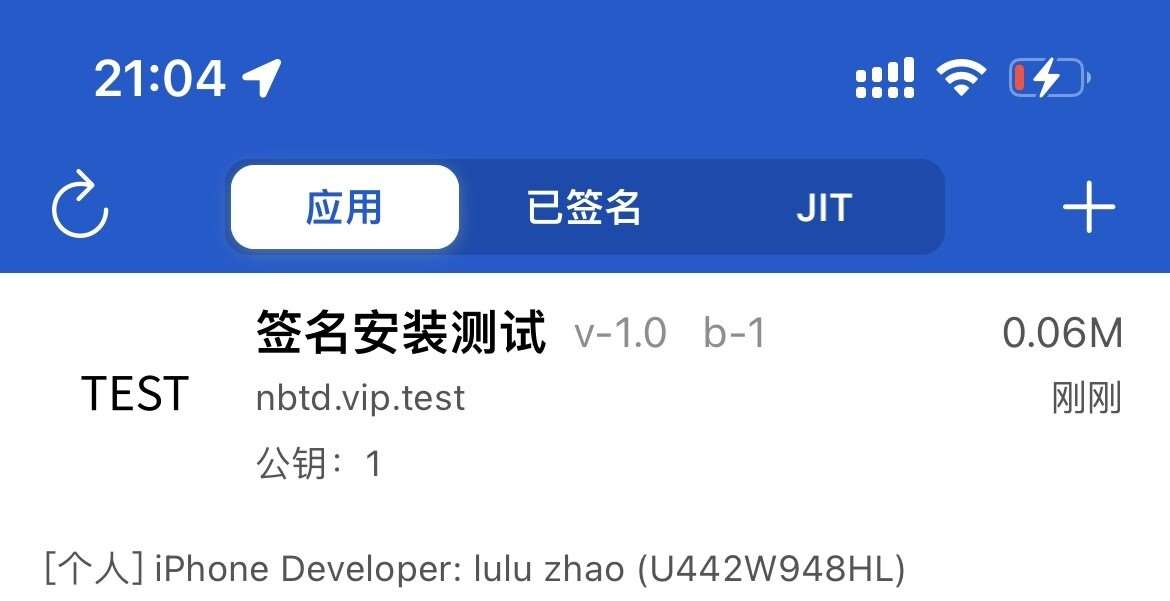 21:04
应用 已签名 JIT
签名安装测试 v-1.0 b-1 0.06M
TEST nbtd.vip.test 刚刚
公钥：1
[个人] iPhone Developer: lulu zhao (U442W948HL)